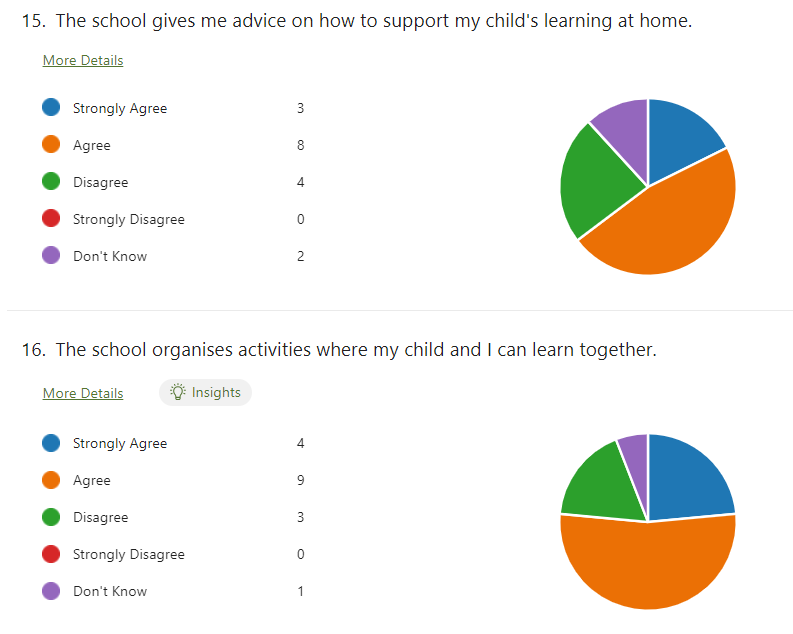 15. The school gives me advice on how to support my child's learning at home.
More Details
Strongly Agree 3
Agree 8
Disagree 4
Strongly Disagree 0
Don't Know 2
16. The school organises activities where my child and I can learn together.
More Details Insights
Strongly Agree 4
Agree 9
Disagree 3
Strongly Disagree 0
Don't Know 1